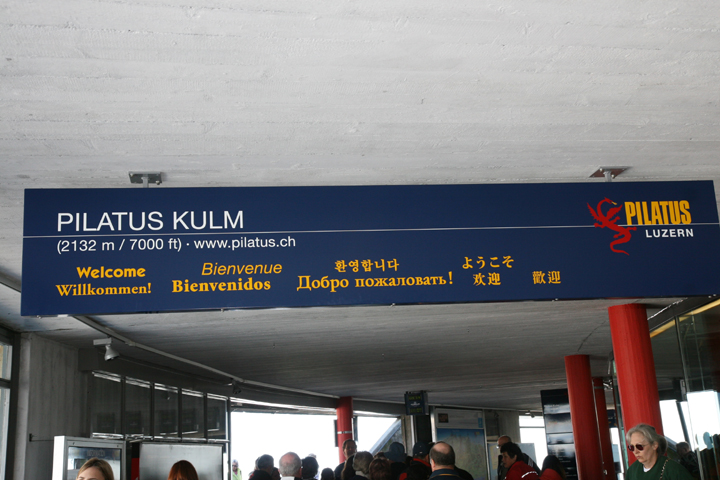 PILATUS KULM
(2132 m / 7000 ft) · www.pilatus.ch
PILATUS
LUZERN
Welcome Bienvenue 환영합니다 ようこそ
Willkommen! Bienvenidos Добро пожаловать! 欢迎 歡迎